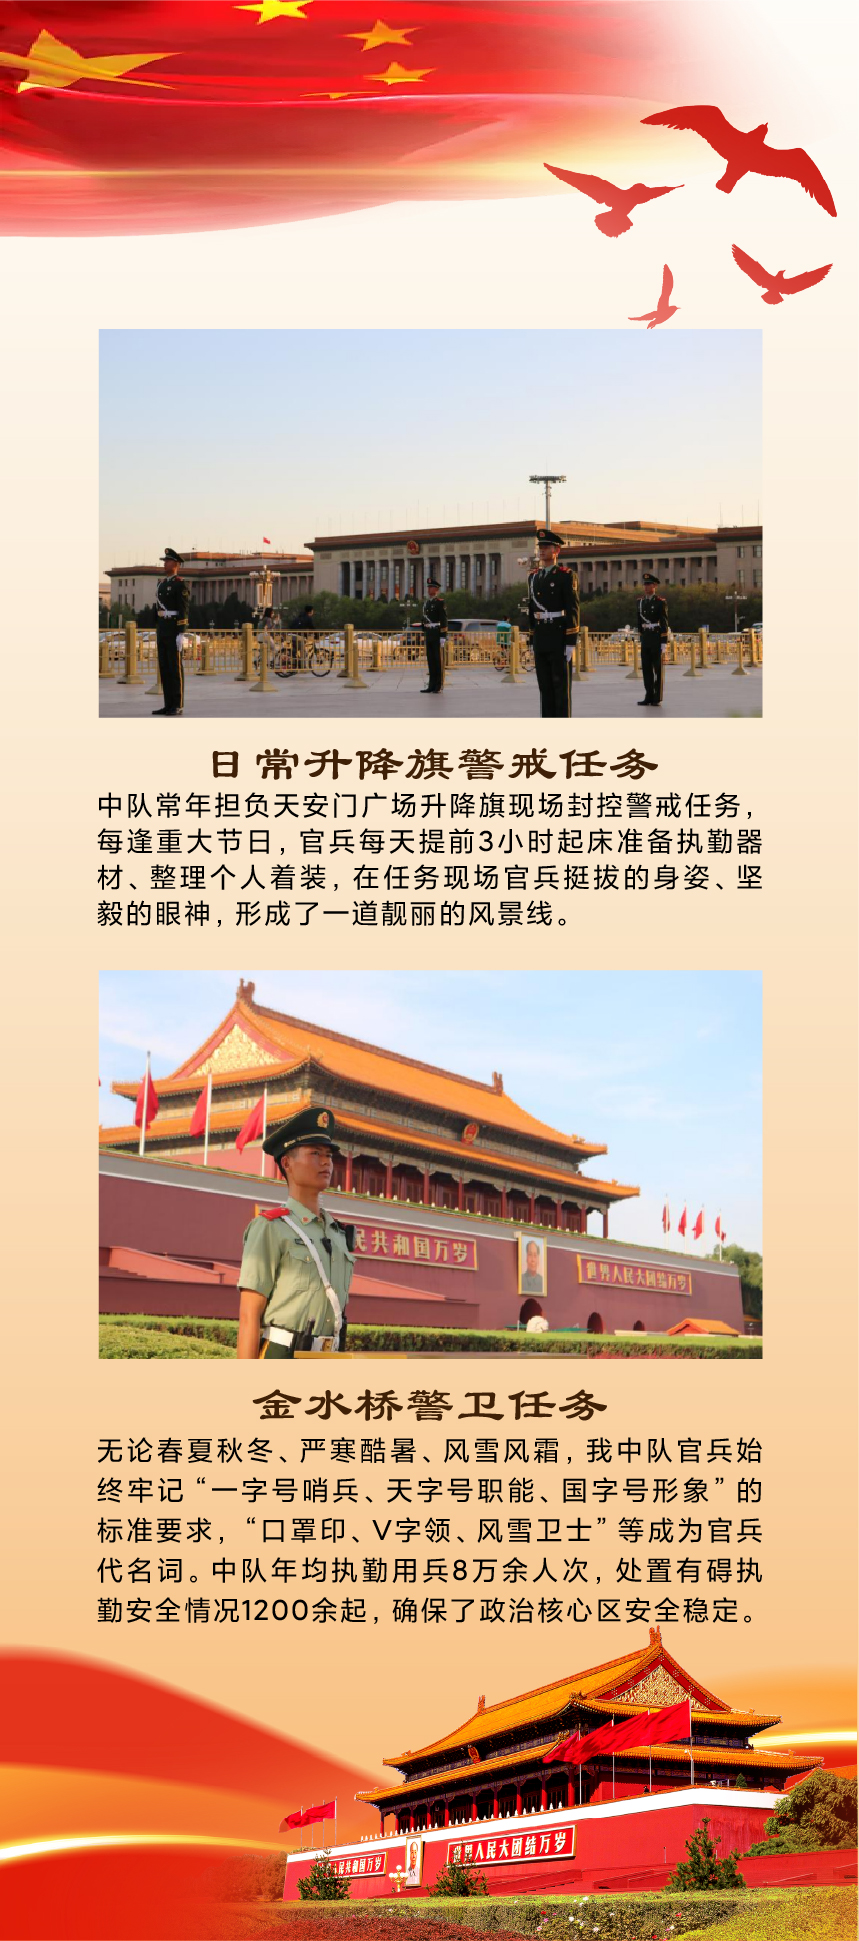 日常升降旗警戒任务
中队常年担负天安门广场升降旗现场封控警戒任务，
每逢重大节日，官兵每天提前3小时起床准备执勤器
材、整理个人着装，在任务现场官兵挺拔的身姿、坚
毅的眼神，形成了一道靓丽的风景线。
民共和国万岁
世界人民大团结万岁
金水桥警卫任务
无论春夏秋冬、严寒酷暑、风雪风霜，我中队官兵始
终牢记“一字号哨兵、天字号职能、国字号形象”的
标准要求，“口罩印、V字领、风雪卫士”等成为官兵
代名词。中队年均执勤用兵8万余人次，处置有碍执
勤安全情况1200余起，确保了政治核心区安全稳定。
民共和国万岁
世界人民大团结万岁